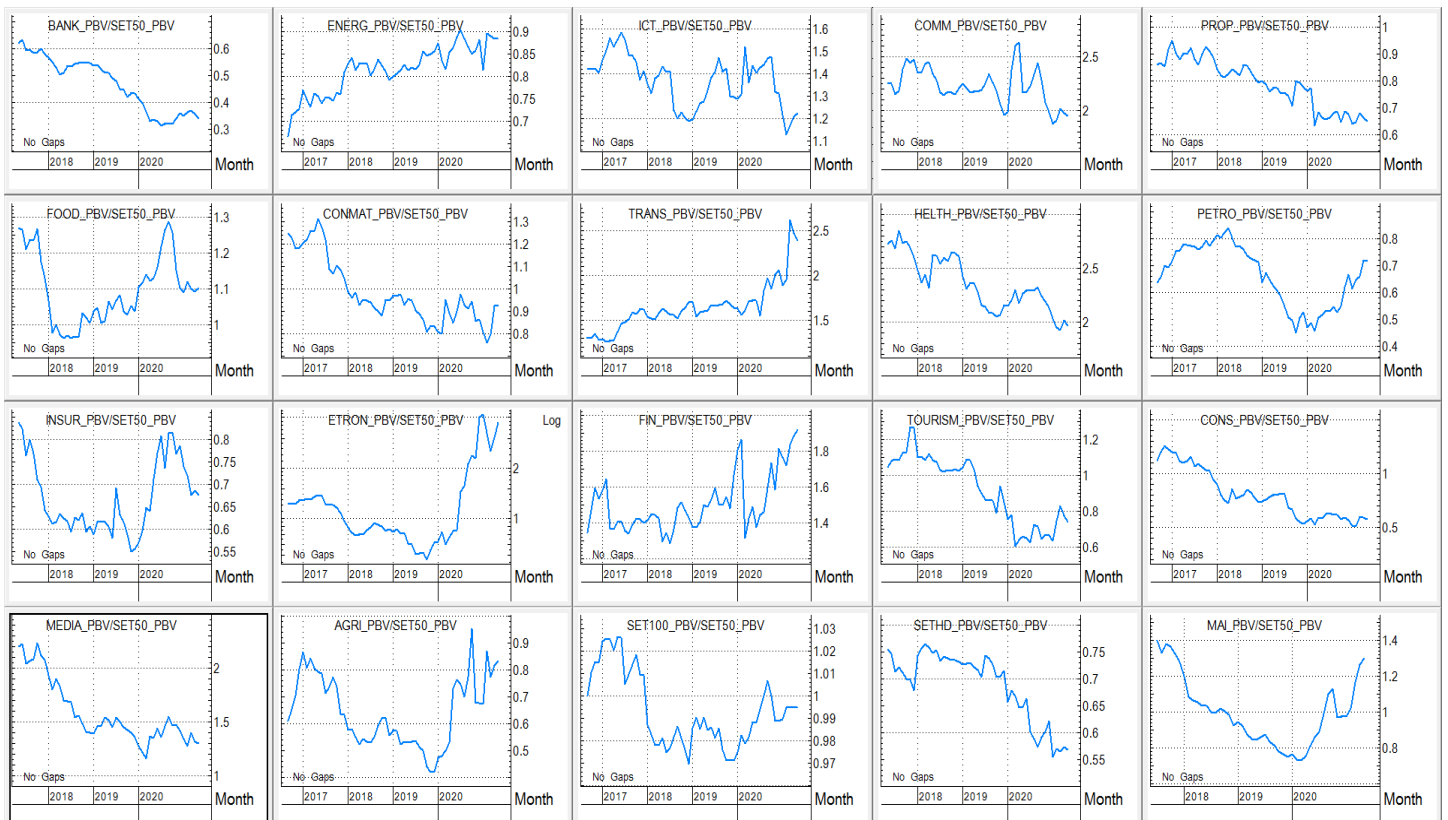 BANK_PBV/SET50_PBV
0.6
0.5
0.4
0.3
No Gaps
2018 2019 2020
Month
ENERG_PBV/SET50_PBV
0.9
0.85
0.8
0.75
0.7
No Gaps
2017 2018 2019 2020
Month
ICT_PBV/SET50_PBV
1.6
1.5
1.4
1.3
1.2
1.1
No Gaps
2017 2018 2019 2020
Month
COMM_PBV/SET50_PBV
2.5
2
No Gaps
2017 2018 2019 2020
Month
PROP_PBV/SET50_PBV
1
0.9
0.8
0.7
0.6
No Gaps
2017 2018 2019 2020
Month
FOOD_PBV/SET50_PBV
1.3
1.2
1.1
1
No Gaps
2018 2019 2020
Month
CONMAT_PBV/SET50_PBV
1.3
1.2
1.1
1
0.9
0.8
No Gaps
2017 2018 2019 2020
Month
TRANS_PBV/SET50_PBV
2.5
2
1.5
No Gaps
2017 2018 2019 2020
Month
HELTH_PBV/SET50_PBV
2.5
2
No Gaps
2017 2018 2019 2020
Month
PETRO_PBV/SET50_PBV
0.8
0.7
0.6
0.5
0.4
No Gaps
2017 2018 2019 2020
Month
INSUR_PBV/SET50_PBV
0.8
0.75
0.7
0.65
0.6
0.55
No Gaps
2018 2019 2020
Month
ETRON_PBV/SET50_PBV
Log
2
1
No Gaps
2017 2018 2019 2020
Month
FIN_PBV/SET50_PBV
1.8
1.6
1.4
No Gaps
2017 2018 2019 2020
Month
TOURISM_PBV/SET50_PBV
1.2
1
0.8
0.6
No Gaps
2017 2018 2019 2020
Month
CONS_PBV/SET50_PBV
1
0.5
No Gaps
2017 2018 2019 2020
Month
MEDIA_PBV/SET50_PBV
2
1.5
1
No Gaps
2018 2019 2020
Month
AGRI_PBV/SET50_PBV
0.9
0.8
0.7
0.6
0.5
No Gaps
2017 2018 2019 2020
Month
SET100_PBV/SET50_PBV
1.03
1.02
1.01
1
0.99
0.98
0.97
No Gaps
2017 2018 2019 2020
Month
SETHD_PBV/SET50_PBV
0.75
0.7
0.65
0.6
0.55
No Gaps
2017 2018 2019 2020
Month
MAI_PBV/SET50_PBV
1.4
1.2
1
0.8
No Gaps
2018 2019 2020
Month